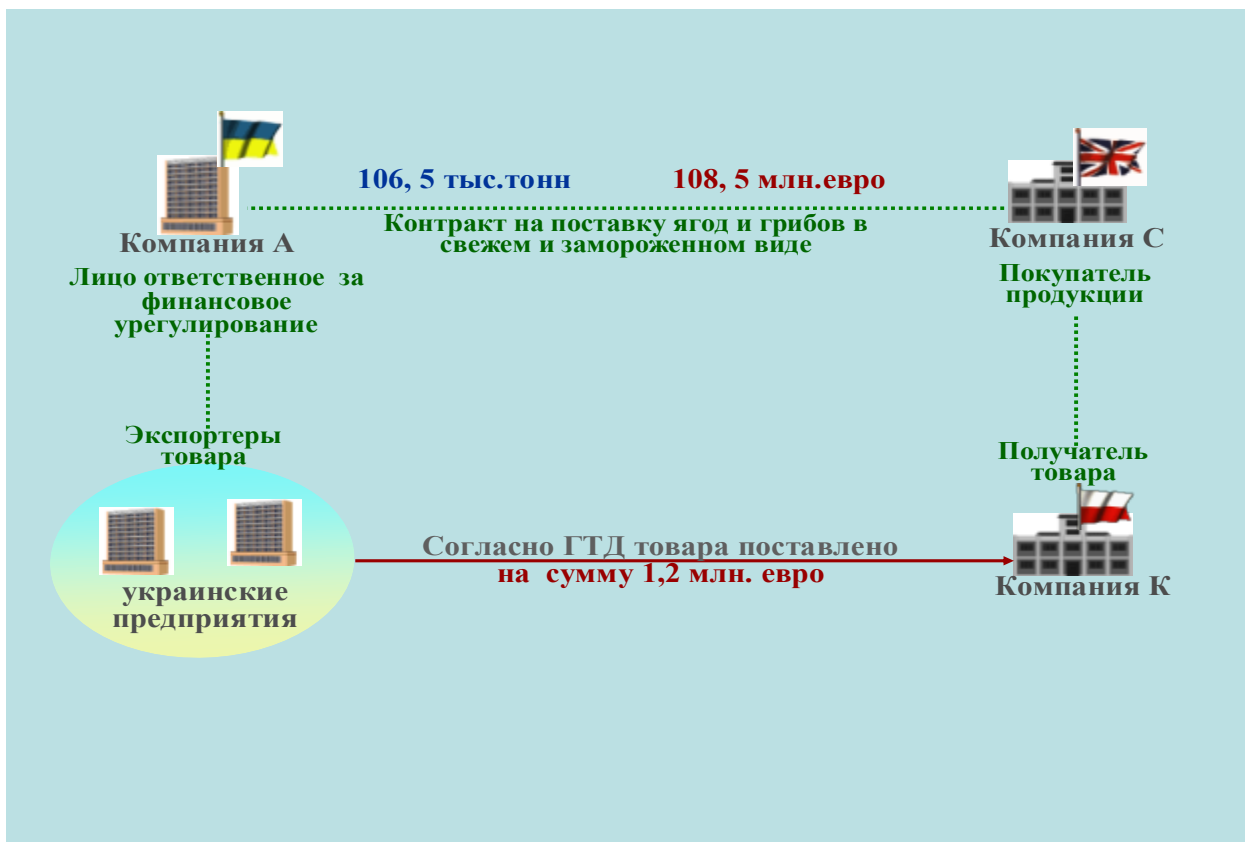 106, 5 тыс.тонн
108, 5 млн.евро
Контракт на поставку ягод и грибов в
свежем и замороженном виде
Компания А
Лицо ответственное за
финансовое
урегулирование
Компания С
Покупатель
продукции
Экспортеры
товара
Получатель
товара
Согласно ГТД товара поставлено
на сумму 1,2 млн. евро
украинские
предприятия
Компания К